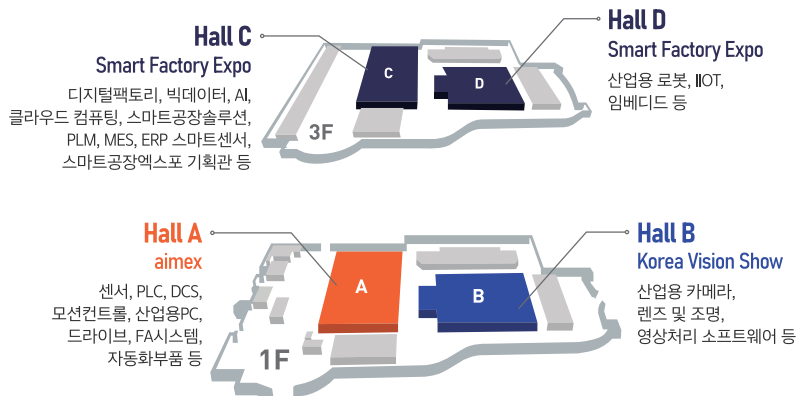 Hall C
Smart Factory Expo
디지털팩토리, 빅데이터, AI,
클라우드 컴퓨팅, 스마트공장솔루션,
PLM, MES, ERP 스마트센서,
스마트공장엑스포 기획관 등
C
D
3F
Hall D
Smart Factory Expo
산업용 로봇, IIOT,
임베디드 등
Hall A
aimex
센서, PLC, DCS,
모션컨트롤, 산업용PC,
드라이브, FA시스템,
자동화부품 등
A
B
1F
Hall B
Korea Vision Show
산업용 카메라,
렌즈 및 조명,
영상처리 소프트웨어 등